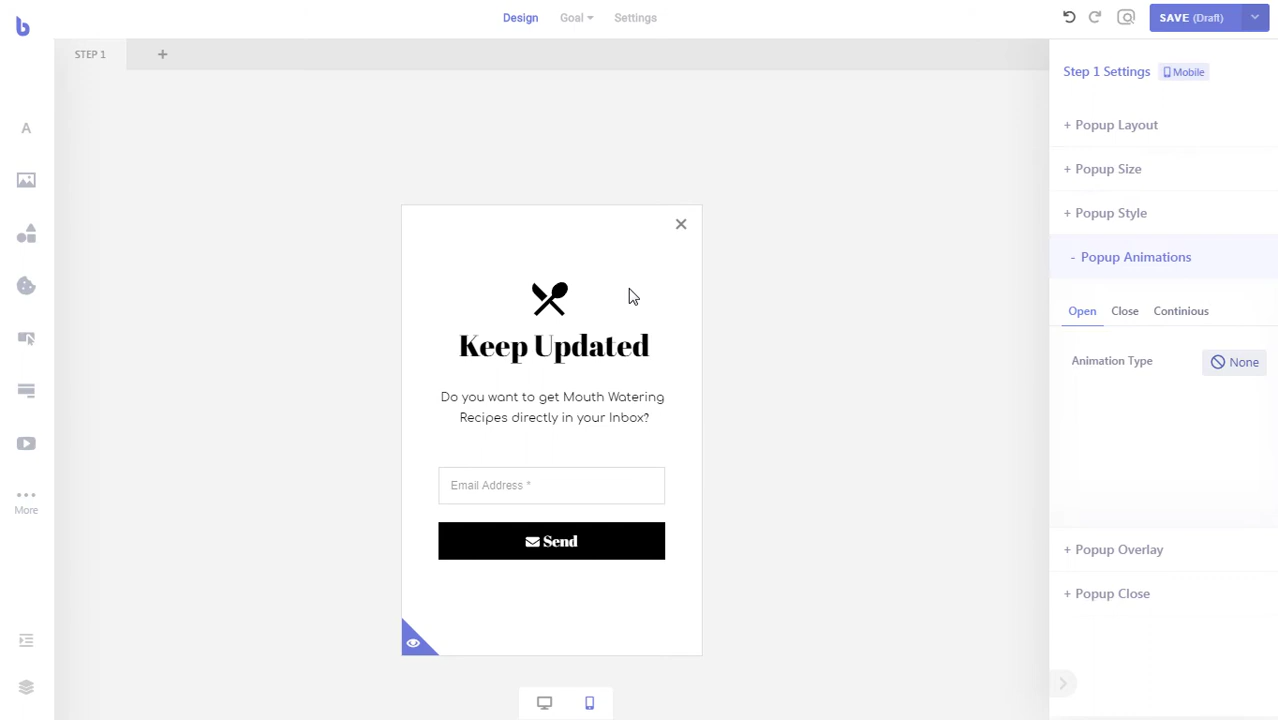 Design Goal Settings
SAVE (Draft)
STEP 1 +
Step 1 Settings Mobile
+ Popup Layout
+ Popup Size
+ Popup Style
- Popup Animations
Open Close Continious
Animation Type None
+ Popup Overlay
+ Popup Close
A
More
Keep Updated
Do you want to get Mouth Watering
Recipes directly in your Inbox?
Email Address *
Send